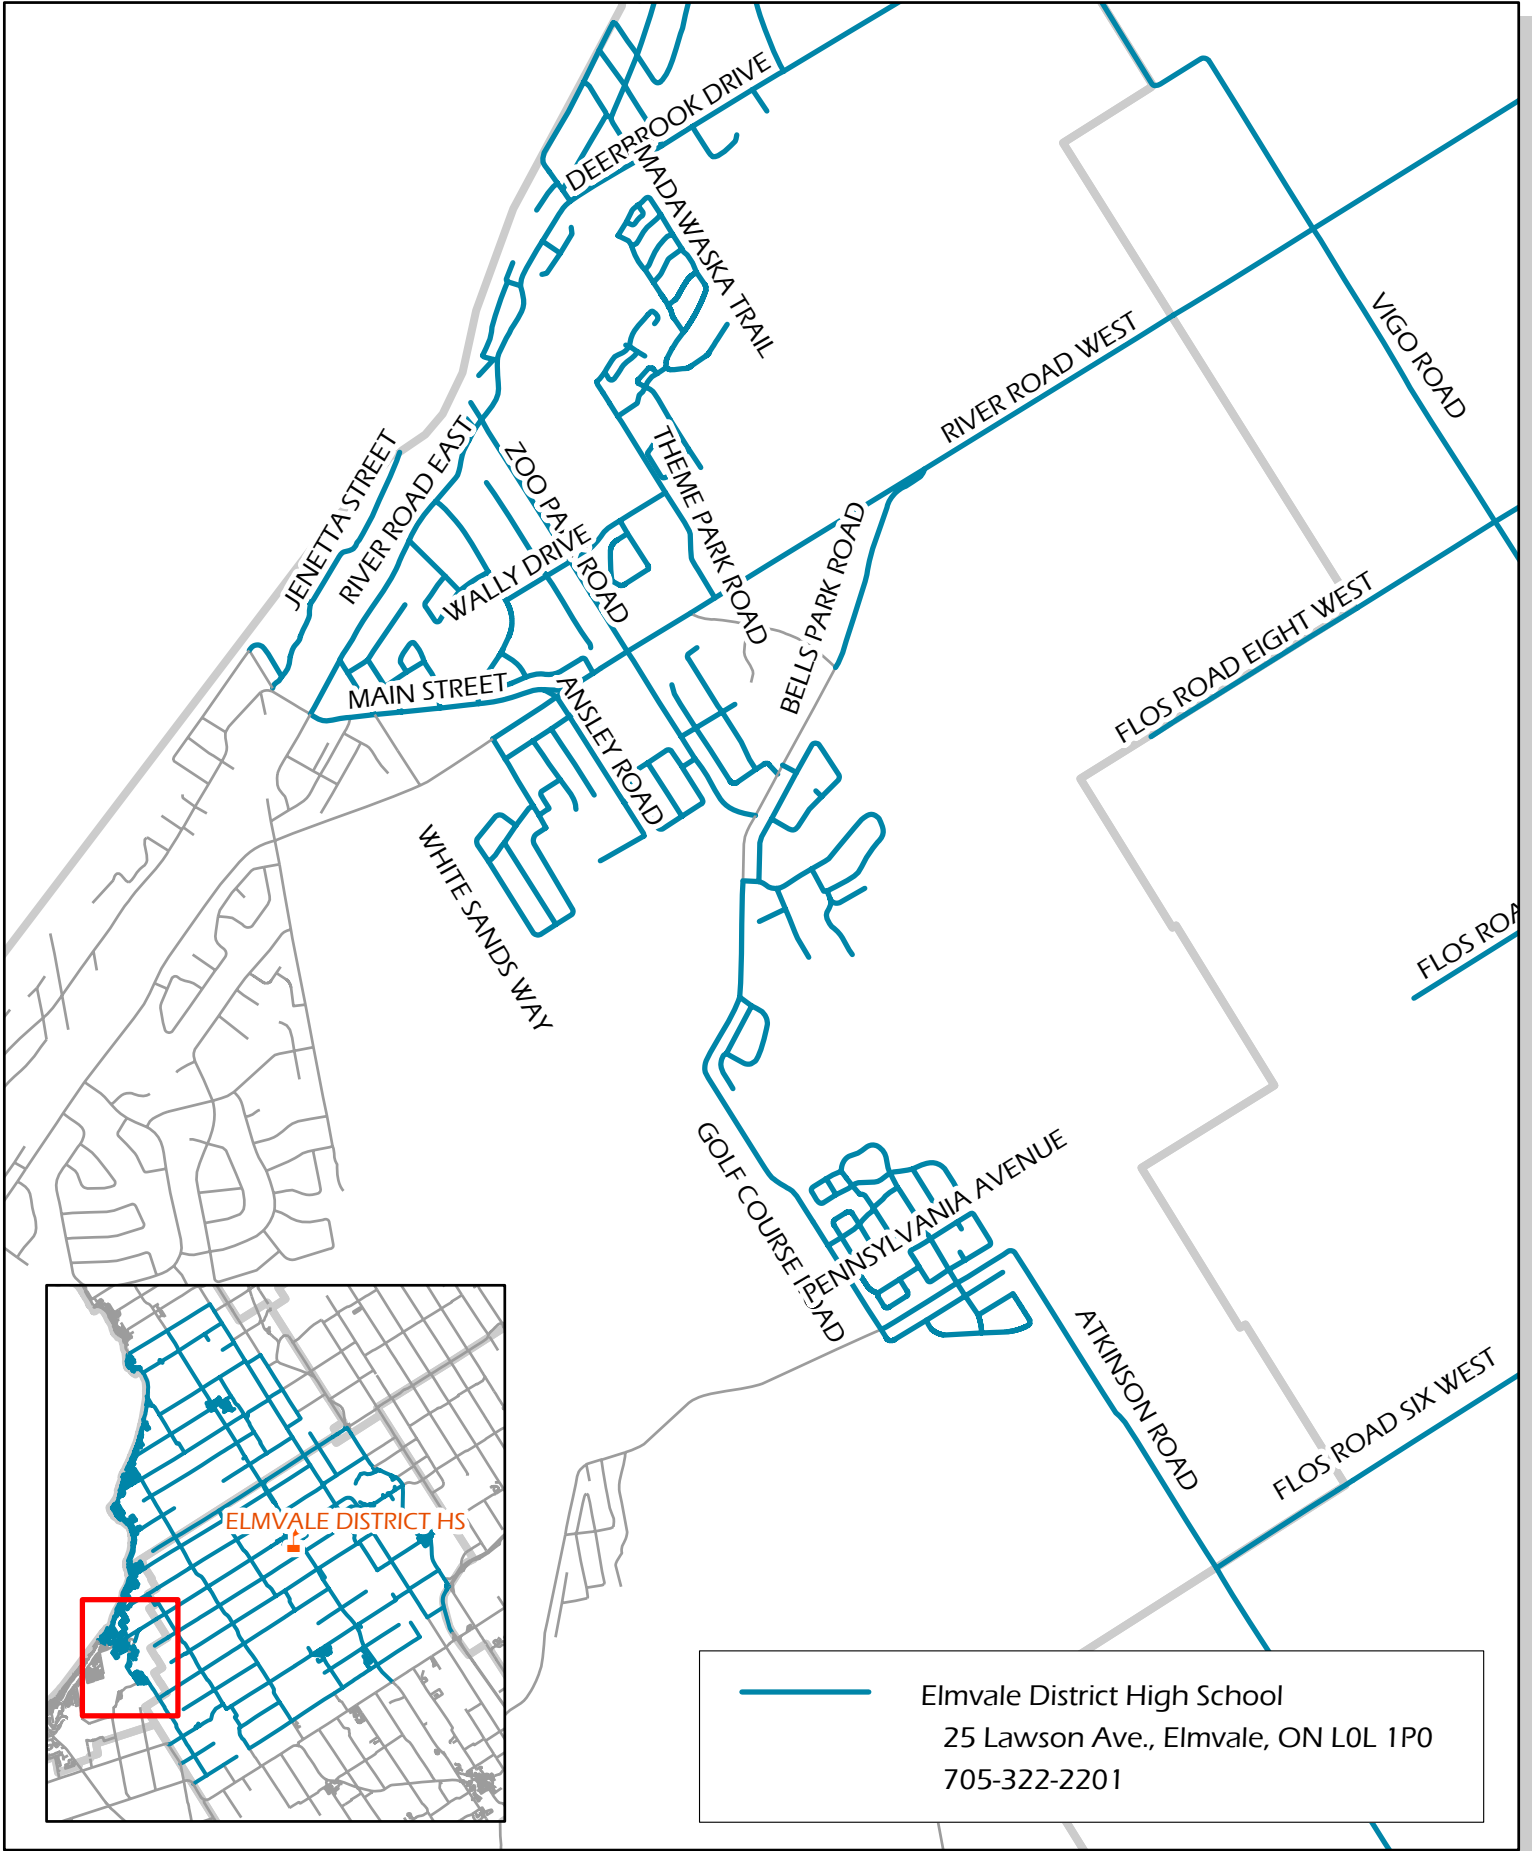 DEERBROOK DRIVE
MADAWASKA TRAIL
VIGO ROAD
RIVER ROAD WEST
JENETTA STREET
RIVER ROAD EAST
ZOO PARK ROAD
THEME PARK ROAD
WALLY DRIVE
BELLS PARK ROAD
FLOS ROAD EIGHT WEST
MAIN STREET
ANSLEY ROAD
WHITE SANDS WAY
FLOS ROA
GOLF COURSE ROAD
PENNSYLVANIA AVENUE
ATKINSON ROAD
FLOS ROAD SIX WEST
ELMVALE DISTRICT HS
Elmvale District High School
25 Lawson Ave., Elmvale, ON L0L 1P0
705-322-2201